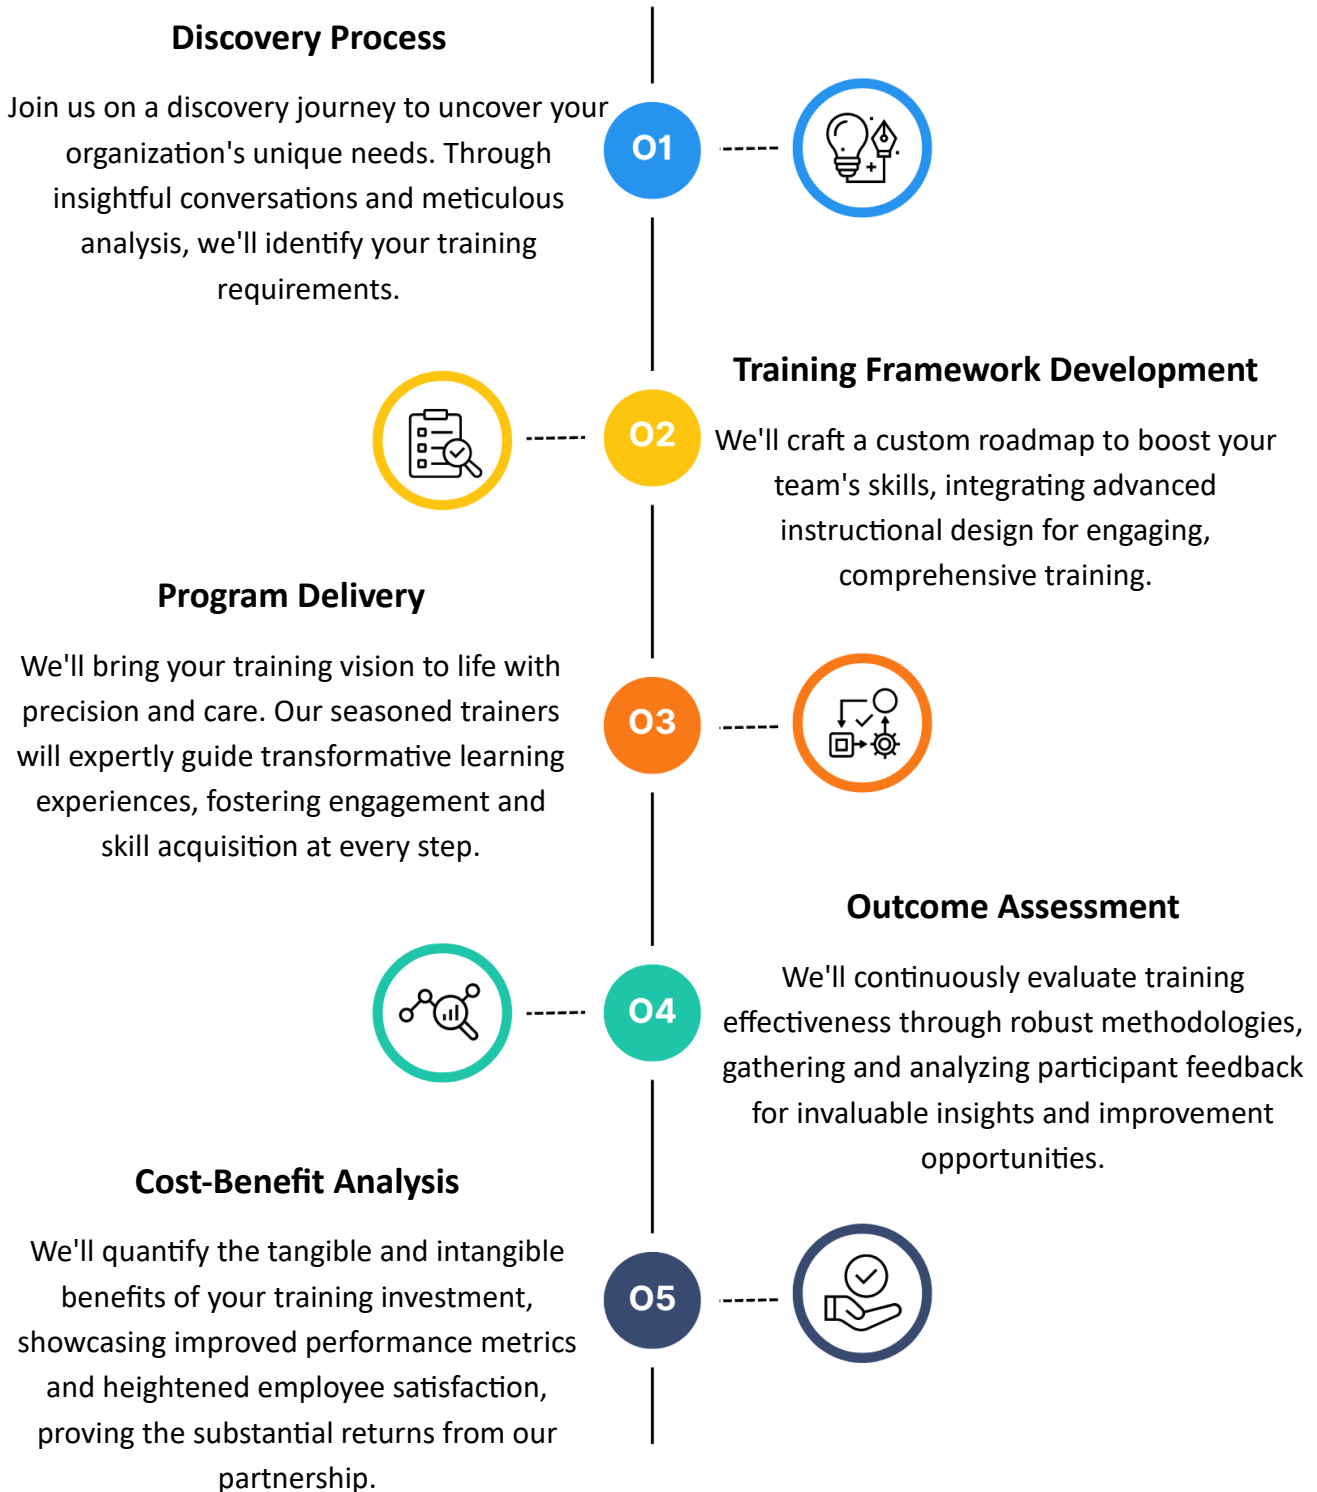 Discovery Process
Join us on a discovery journey to uncover your
organization's unique needs. Through
insightful conversations and meticulous
analysis, we'll identify your training
requirements.
01
Training Framework Development
02
We'll craft a custom roadmap to boost your
team's skills, integrating advanced
instructional design for engaging,
comprehensive training.
Program Delivery
We'll bring your training vision to life with
precision and care. Our seasoned trainers
will expertly guide transformative learning
experiences, fostering engagement and
skill acquisition at every step.
03
Outcome Assessment
04
We'll continuously evaluate training
effectiveness through robust methodologies,
gathering and analyzing participant feedback
for invaluable insights and improvement
opportunities.
Cost-Benefit Analysis
We'll quantify the tangible and intangible
benefits of your training investment,
showcasing improved performance metrics
and heightened employee satisfaction,
proving the substantial returns from our
partnership.
05